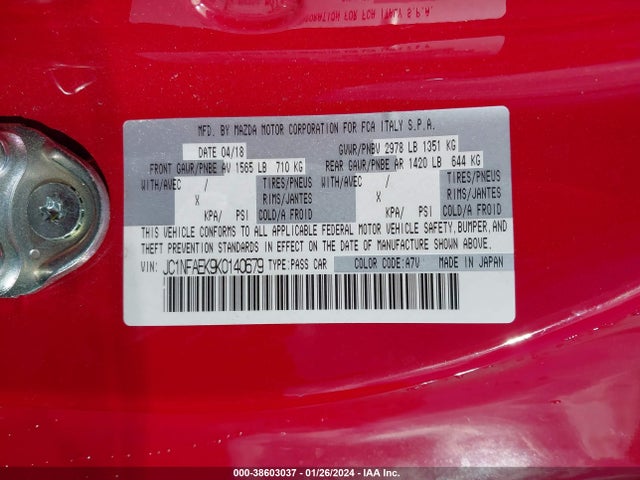 MFD. BY MAZDA MOTOR CORPORATION FOR FCA ITALY S.P.A.
DATE 04/18 GVWR/PNBV 2978 LB 1351 KG
FRONT GAWR/PNBE AV 1565 LB 710 KG REAR GAWR/PNBE AR 1420 LB 644 KG
WITH/AVEC / TIRES/PNEUS WITH/AVEC / TIRES/PNEUS
X RIMS/JANTES X RIMS/JANTES
KPA/ PSI COLD/A FROID KPA/ PSI COLD/A FROID
THIS VEHICLE CONFORMS TO ALL APPLICABLE FEDERAL MOTOR VEHICLE SAFETY,BUMPER,AND
THEFT PREVENTION STANDARDS IN EFFECT ON THE DATE OF MANUFACTURE SHOWN ABOVE.
VIN: JC1NFAEK9K0140679 TYPE:PASS CAR COLOR CODE:A7V MADE IN JAPAN
000-38603037 - 01/26/2024 - IAA Inc.